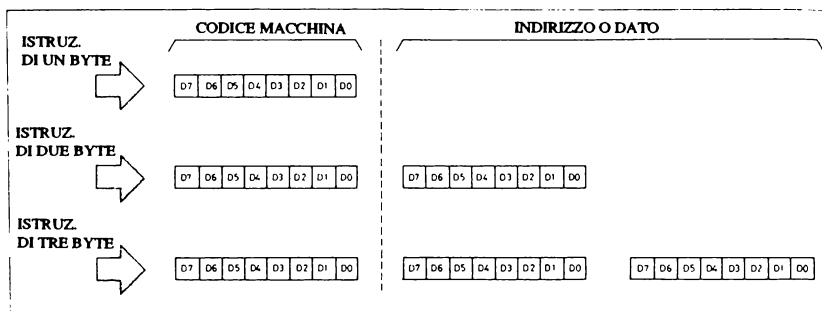 CODICE MACCHINA INDIRIZZO O DATO
ISTRUZ.
DI UN BYTE
D7 D6 D5 D4 D3 D2 D1 D0
ISTRUZ.
DI DUE BYTE
D7 D6 D5 D4 D3 D2 D1 D0 D7 D6 D5 D4 D3 D2 D1 D0
ISTRUZ.
DI TRE BYTE
D7 D6 D5 D4 D3 D2 D1 D0 D7 D6 D5 D4 D3 D2 D1 D0 D7 D6 D5 D4 D3 D2 D1 D0